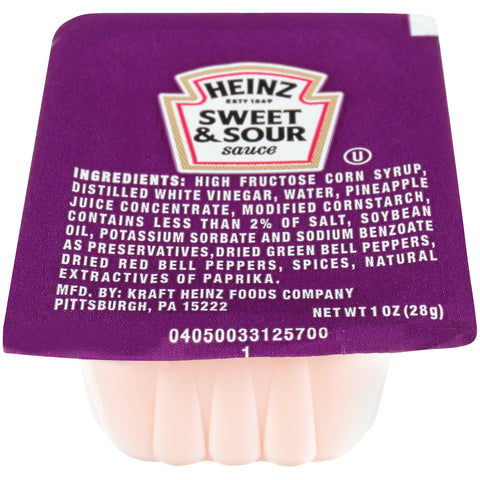 HEINZ
ESTD 1869
SWEET
& SOUR
sauce
U
INGREDIENTS: HIGH FRUCTOSE CORN SYRUP,
DISTILLED WHITE VINEGAR, WATER, PINEAPPLE
JUICE CONCENTRATE, MODIFIED CORNSTARCH,
CONTAINS LESS THAN 2% OF SALT, SOYBEAN
OIL, POTASSIUM SORBATE AND SODIUM BENZOATE
AS PRESERVATIVES,DRIED GREEN BELL PEPPERS,
DRIED RED BELL PEPPERS, SPICES, NATURAL
EXTRACTIVES OF PAPRIKA.
MFD. BY: KRAFT HEINZ FOODS COMPANY
PITTSBURGH, PA 15222
NET WT 1 OZ (28g)
04050033125700
1